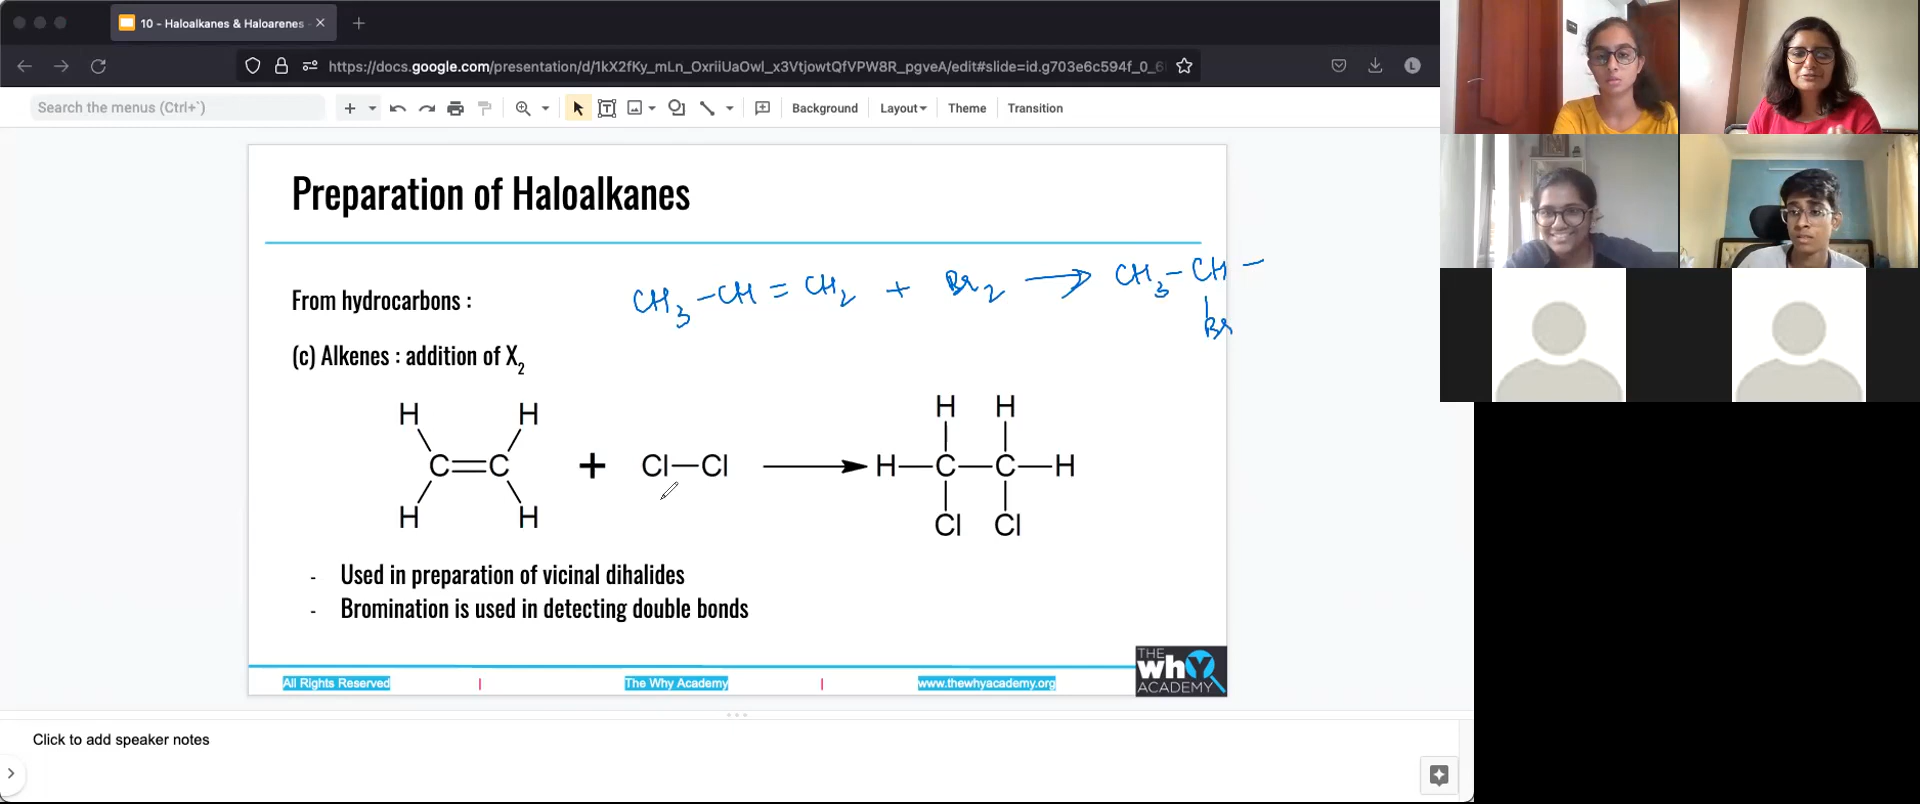 10 - Haloalkanes & Haloarenes -
https://docs.google.com/presentation/d/1kX2fKy_mLn_OxriiUaOwl_x3VtjowtQfVPW8R_pgveA/edit#slide=id.g703e6c594f_0_6
L
Search the menus (Ctrl+`)
Background Layout Theme Transition
Preparation of Haloalkanes
CH3-CH=CH2 + Br2 → CH3-CH-
Br
From hydrocarbons :
(c) Alkenes : addition of X2
H H H H
C=C + Cl-Cl → H-C-C-H
H H Cl Cl
- Used in preparation of vicinal dihalides
- Bromination is used in detecting double bonds
THE
whY
ACADEMY
All Rights Reserved | The Why Academy | www.thewhyacademy.org
Click to add speaker notes